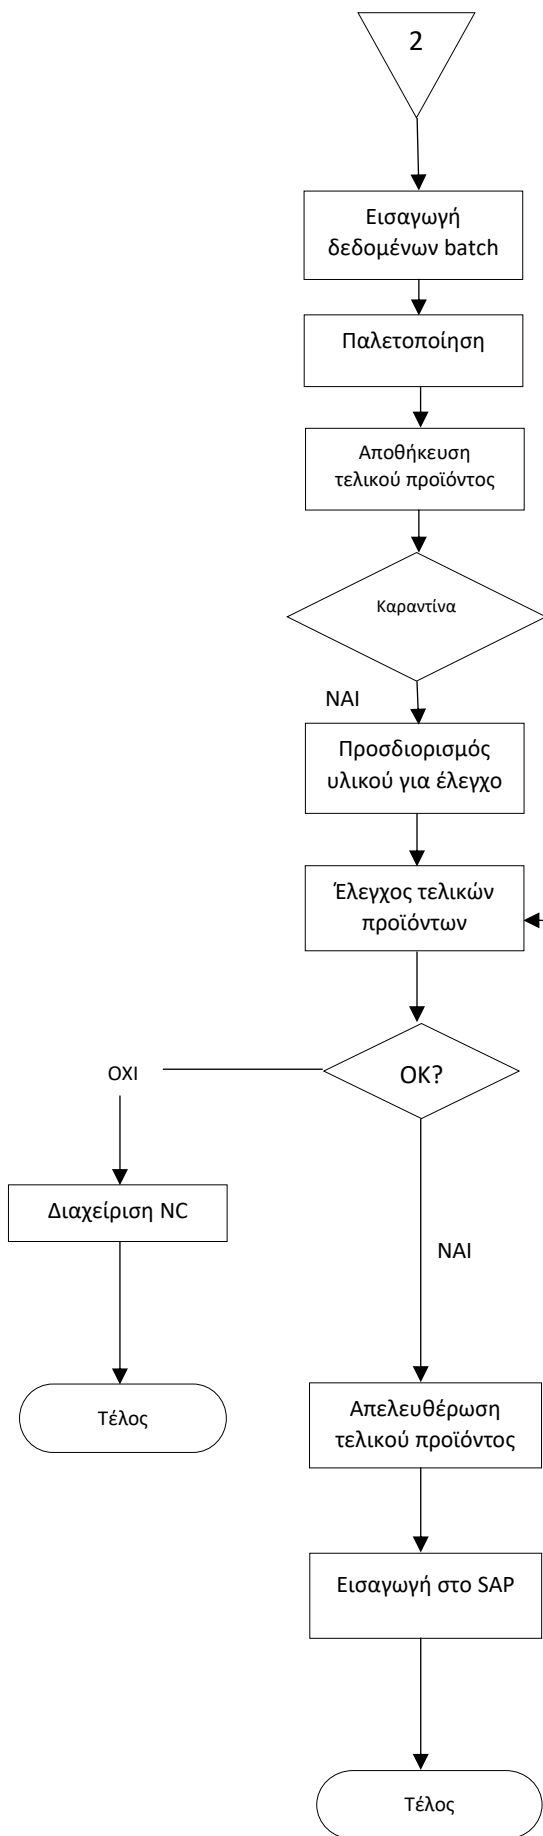 2
Εισαγωγή
δεδομένων batch
Παλετοποίηση
Αποθήκευση
τελικού προϊόντος
Καραντίνα
ΝΑΙ
Προσδιορισμός
υλικού για έλεγχο
Έλεγχος τελικών
προϊόντων
OK?
ΟΧΙ
Διαχείριση NC
ΝΑΙ
Τέλος
Απελευθέρωση
τελικού προϊόντος
Εισαγωγή στο SAP
Τέλος